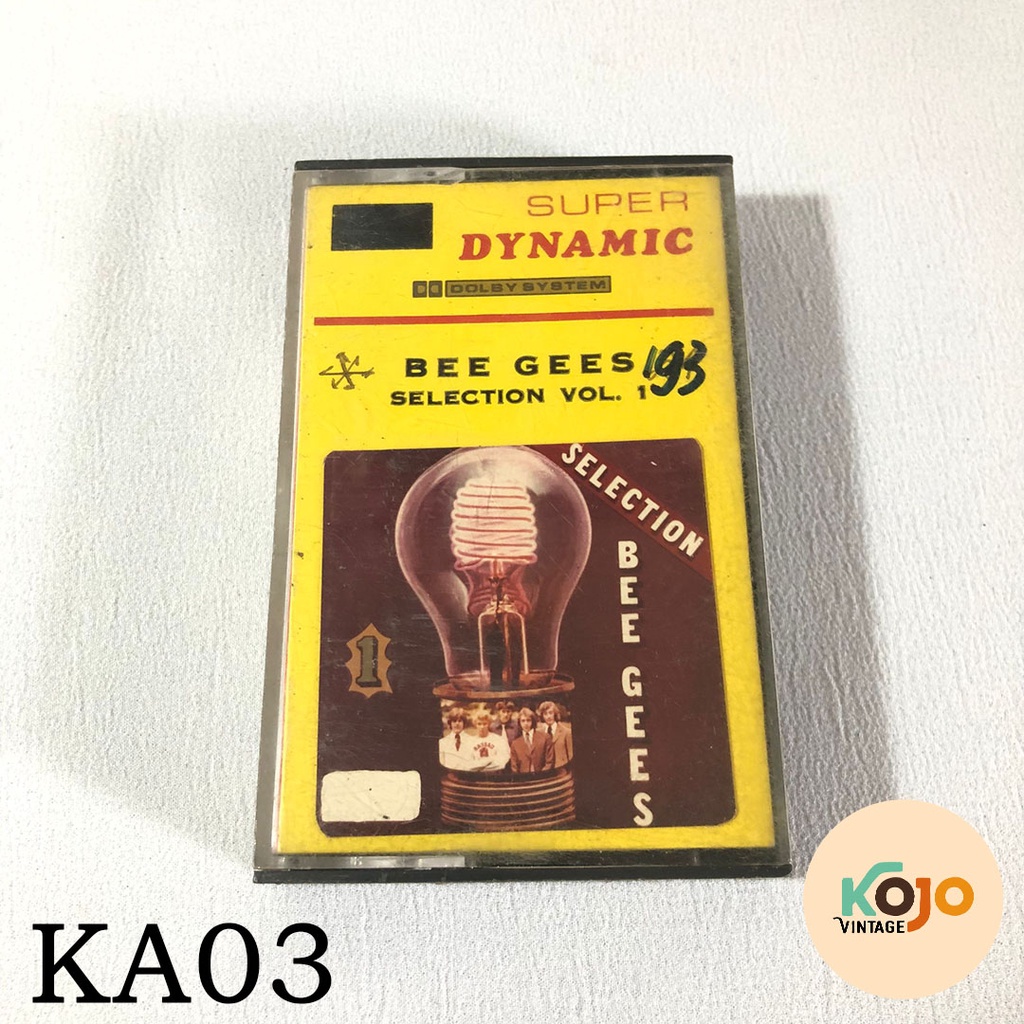 SUPER
DYNAMIC
DOLBY SYSTEM
BEE GEES
SELECTION VOL. 1
193
SELECTION
BEE GEES
1
KA03
KOJO
VINTAGE